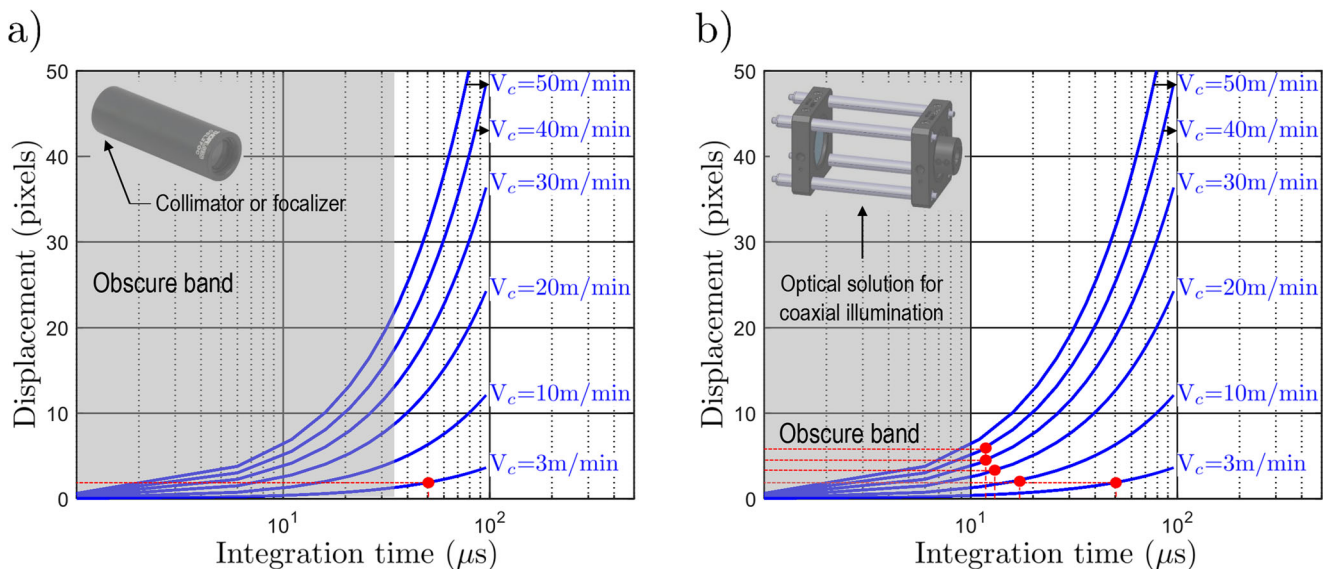 a)
50
40
30
20
10
0
Displacement (pixels)
Collimator or focalizer
Obscure band
V_c=50m/min
V_c=40m/min
V_c=30m/min
V_c=20m/min
V_c=10m/min
V_c=3m/min
10^1
10^2
Integration time (μs)
b)
50
40
30
20
10
0
Displacement (pixels)
Optical solution for
coaxial illumination
Obscure band
V_c=50m/min
V_c=40m/min
V_c=30m/min
V_c=20m/min
V_c=10m/min
V_c=3m/min
10^1
10^2
Integration time (μs)